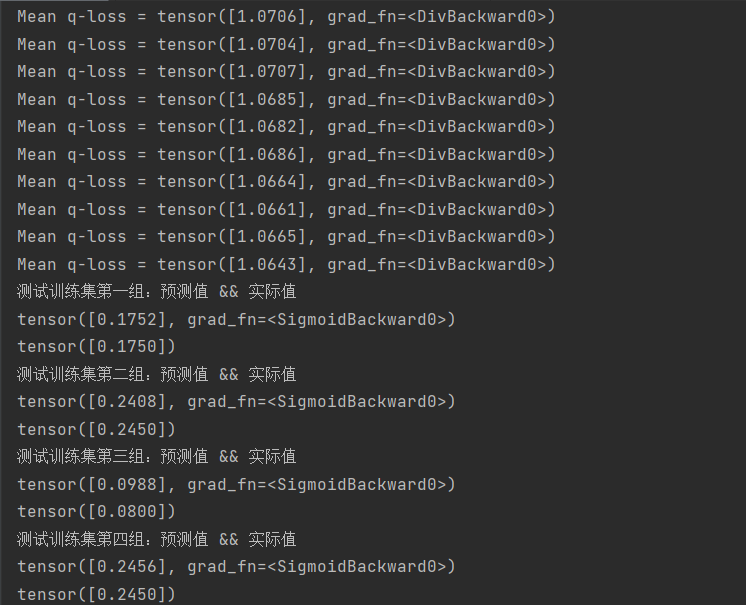 Mean q-loss = tensor([1.0706], grad_fn=<DivBackward0>)
Mean q-loss = tensor([1.0704], grad_fn=<DivBackward0>)
Mean q-loss = tensor([1.0707], grad_fn=<DivBackward0>)
Mean q-loss = tensor([1.0685], grad_fn=<DivBackward0>)
Mean q-loss = tensor([1.0682], grad_fn=<DivBackward0>)
Mean q-loss = tensor([1.0686], grad_fn=<DivBackward0>)
Mean q-loss = tensor([1.0664], grad_fn=<DivBackward0>)
Mean q-loss = tensor([1.0661], grad_fn=<DivBackward0>)
Mean q-loss = tensor([1.0665], grad_fn=<DivBackward0>)
Mean q-loss = tensor([1.0643], grad_fn=<DivBackward0>)
测试训练集第一组：预测值 && 实际值
tensor([0.1752], grad_fn=<SigmoidBackward0>)
tensor([0.1750])
测试训练集第二组：预测值 && 实际值
tensor([0.2408], grad_fn=<SigmoidBackward0>)
tensor([0.2450])
测试训练集第三组：预测值 && 实际值
tensor([0.0988], grad_fn=<SigmoidBackward0>)
tensor([0.0800])
测试训练集第四组：预测值 && 实际值
tensor([0.2456], grad_fn=<SigmoidBackward0>)
tensor([0.2450])